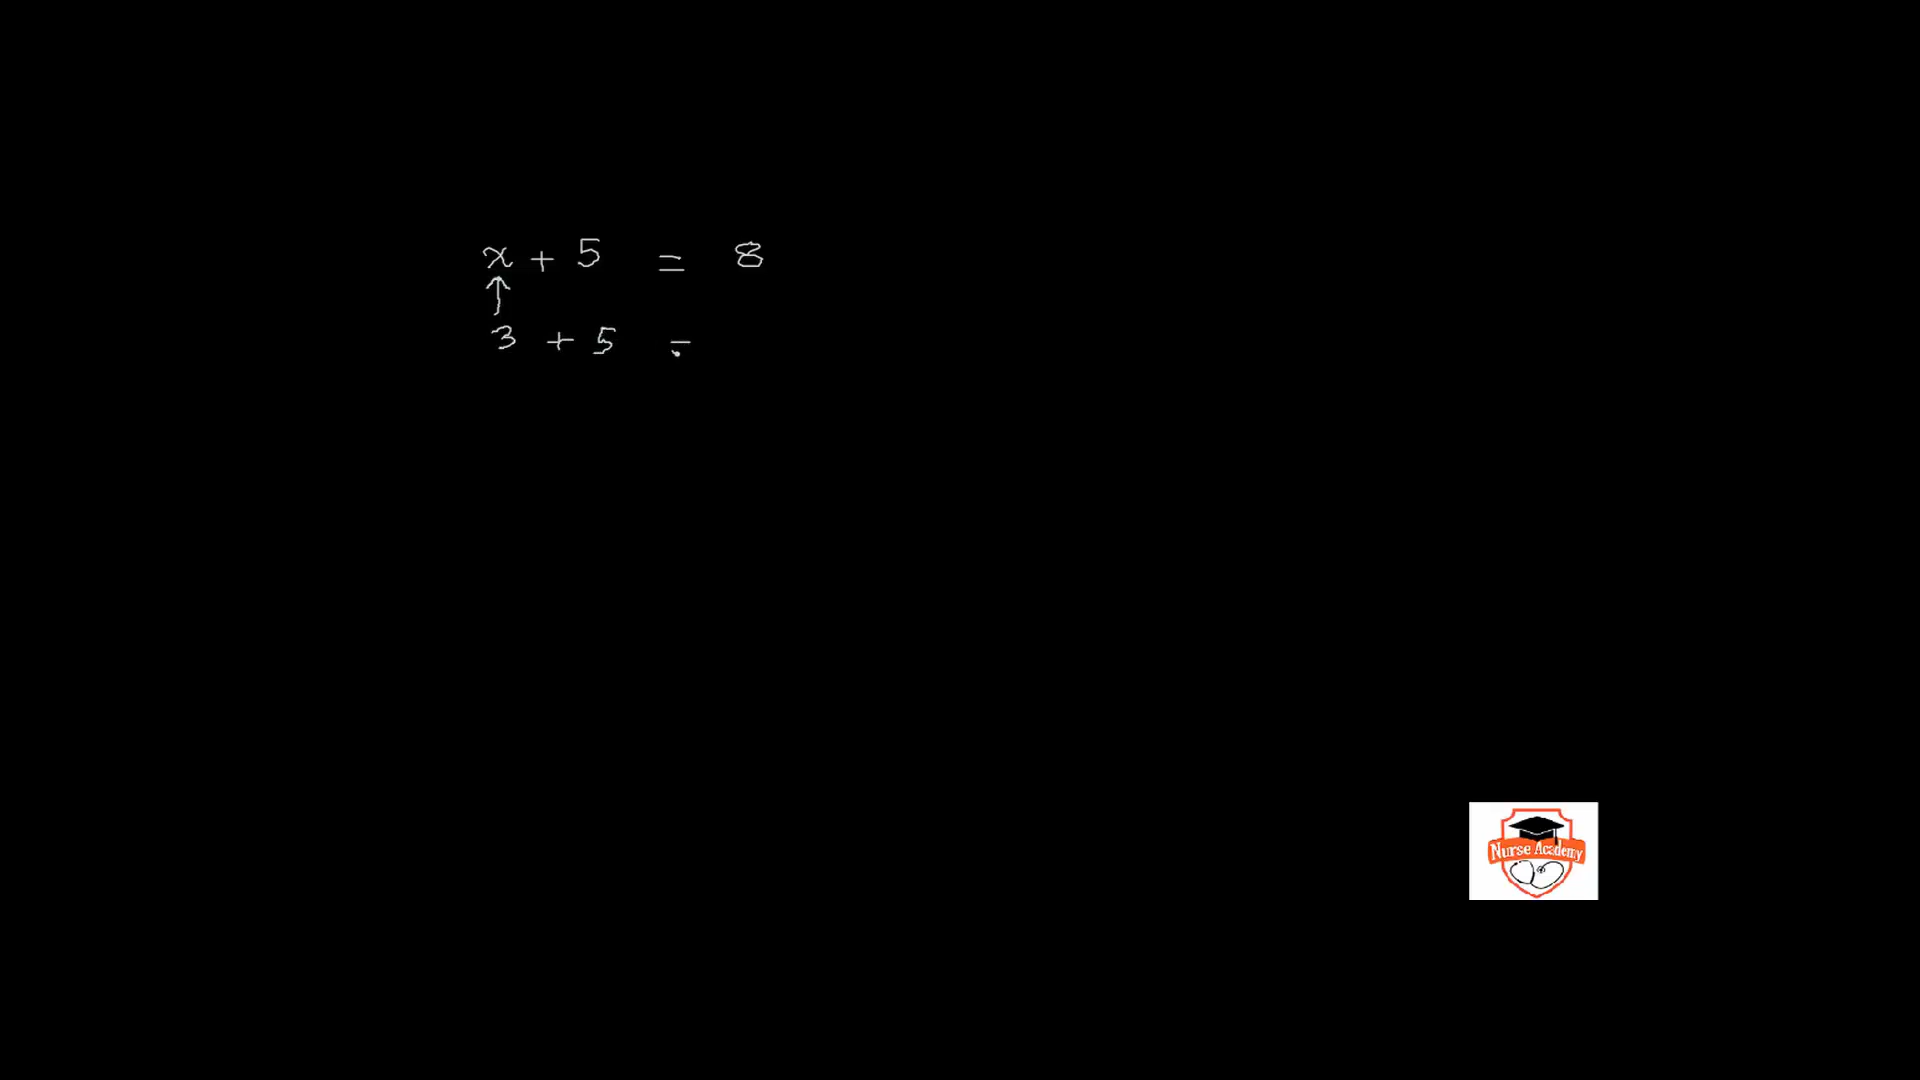 x + 5 = 8
↑
3 + 5 =
Nurse Academy